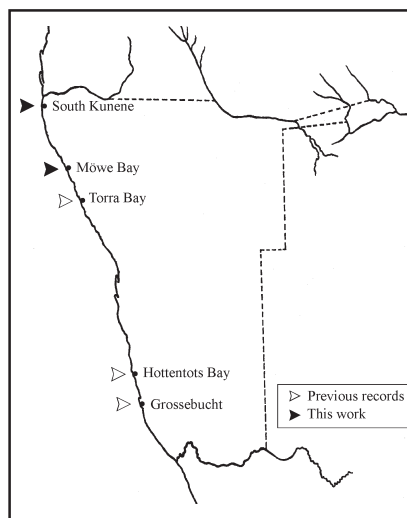 South Kunene
Möwe Bay
Torra Bay
Hottentots Bay
Grossebucht
Previous records
This work